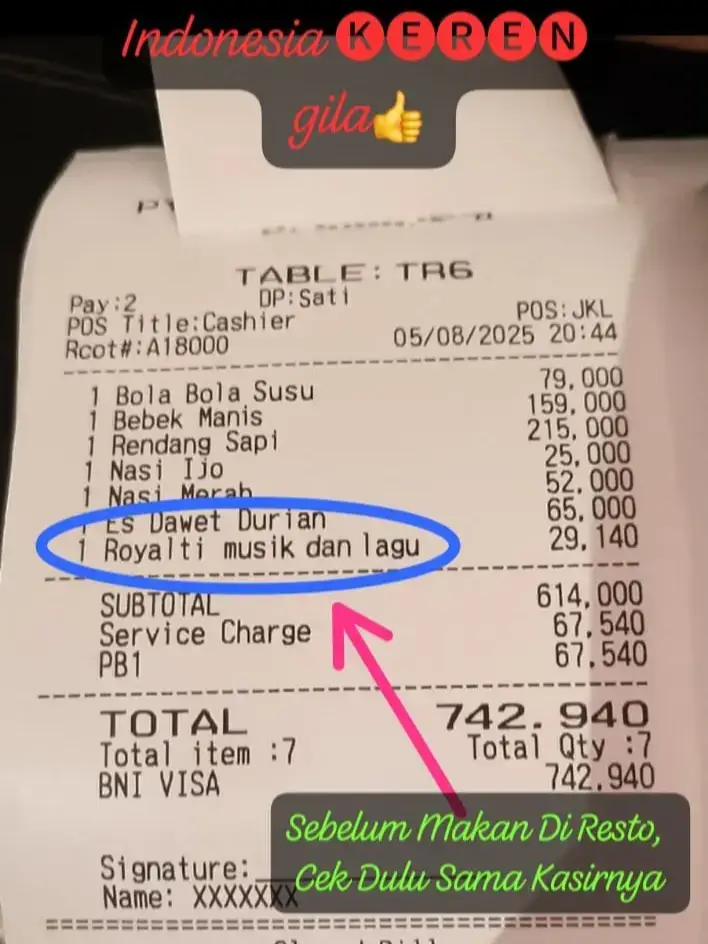 Indonesia KEREN
gila👍
TABLE: TR6
Pay:2 DP:Sati POS:JKL
POS Title:Cashier
Rcot#:A18000 05/08/2025 20:44
1 Bola Bola Susu 79,000
1 Bebek Manis 159,000
1 Rendang Sapi 215,000
1 Nasi Ijo 25,000
1 Nasi Merah 52,000
1 Es Dawet Durian 65,000
1 Royalti musik dan lagu 29,140
SUBTOTAL 614,000
Service Charge 67,540
PB1 67.540
TOTAL 742.940
Total item :7 Total Qty :7
BNI VISA 742,940
Sebelum Makan Di Resto,
Cek Dulu Sama Kasirnya
Signature:
Name: XXXXXXX